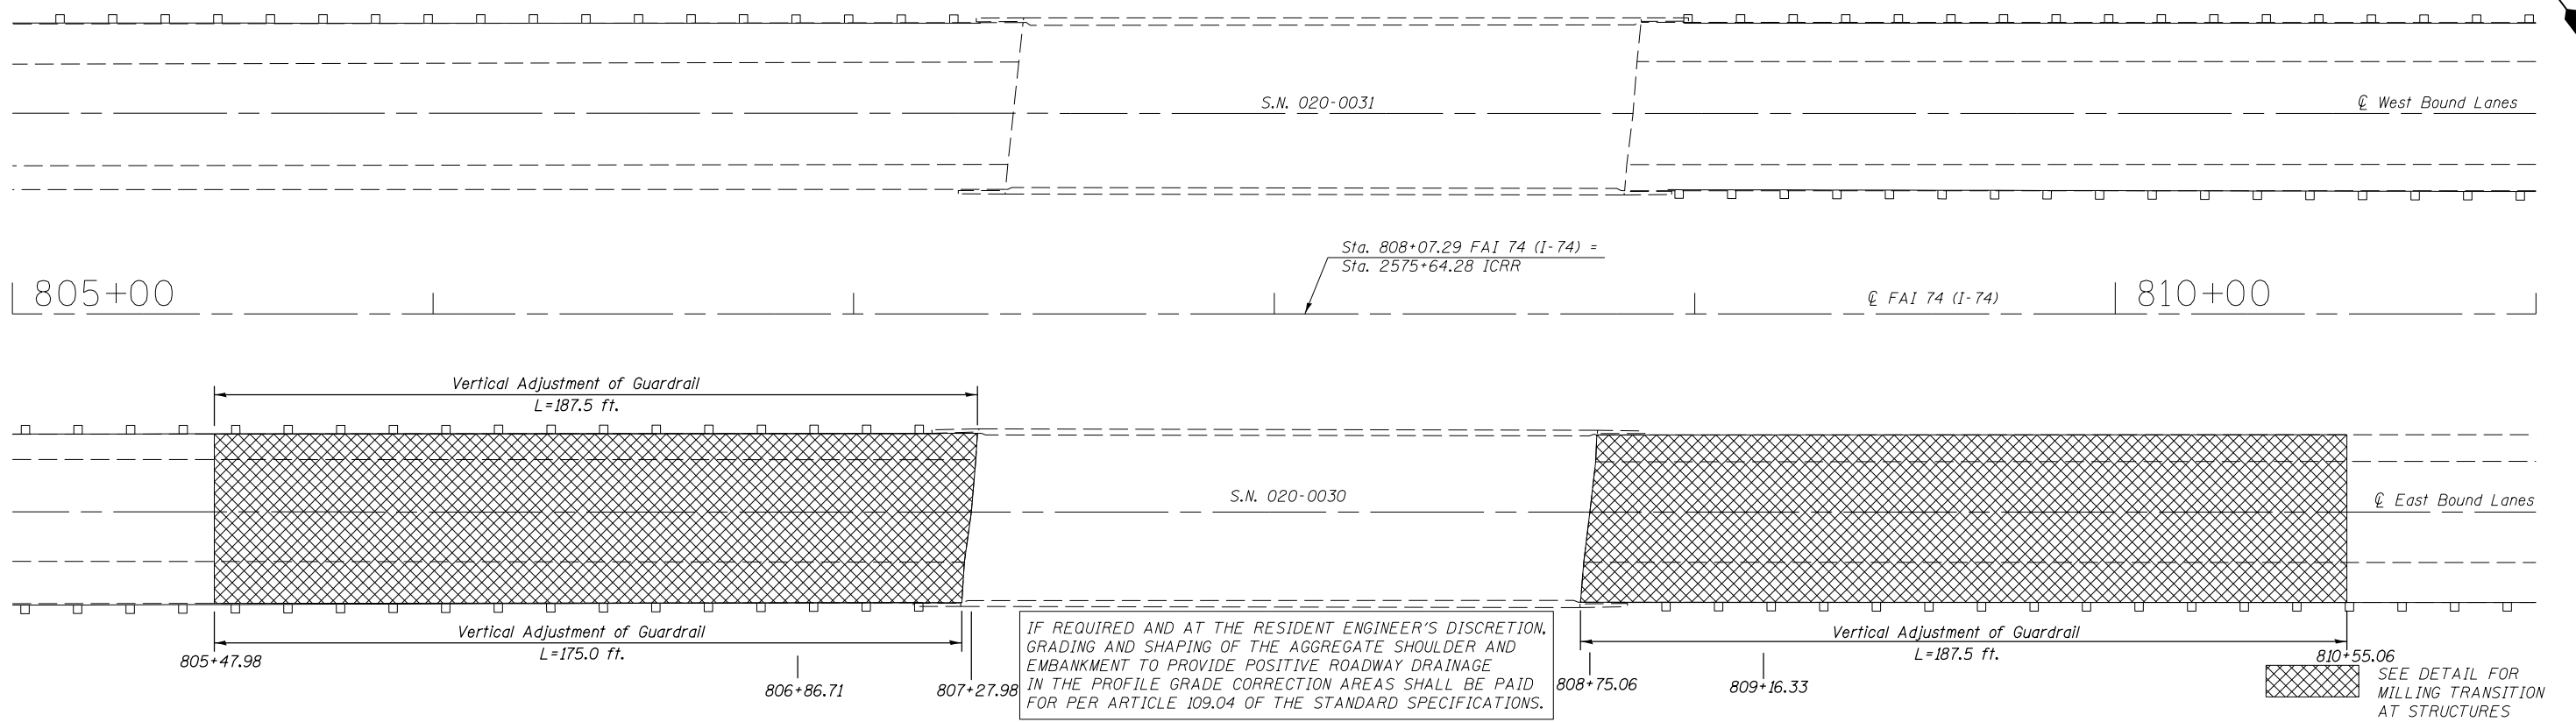 S.N. 020-0031
℄ West Bound Lanes
Sta. 808+07.29 FAI 74 (I-74) =
Sta. 2575+64.28 ICRR
805+00
℄ FAI 74 (I-74)
810+00
Vertical Adjustment of Guardrail
L=187.5 ft.
S.N. 020-0030
℄ East Bound Lanes
Vertical Adjustment of Guardrail
L=175.0 ft.
805+47.98
806+86.71
807+27.98
IF REQUIRED AND AT THE RESIDENT ENGINEER'S DISCRETION,
GRADING AND SHAPING OF THE AGGREGATE SHOULDER AND
EMBANKMENT TO PROVIDE POSITIVE ROADWAY DRAINAGE
IN THE PROFILE GRADE CORRECTION AREAS SHALL BE PAID
FOR PER ARTICLE 109.04 OF THE STANDARD SPECIFICATIONS.
Vertical Adjustment of Guardrail
L=187.5 ft.
808+75.06
809+16.33
810+55.06
SEE DETAIL FOR
MILLING TRANSITION
AT STRUCTURES